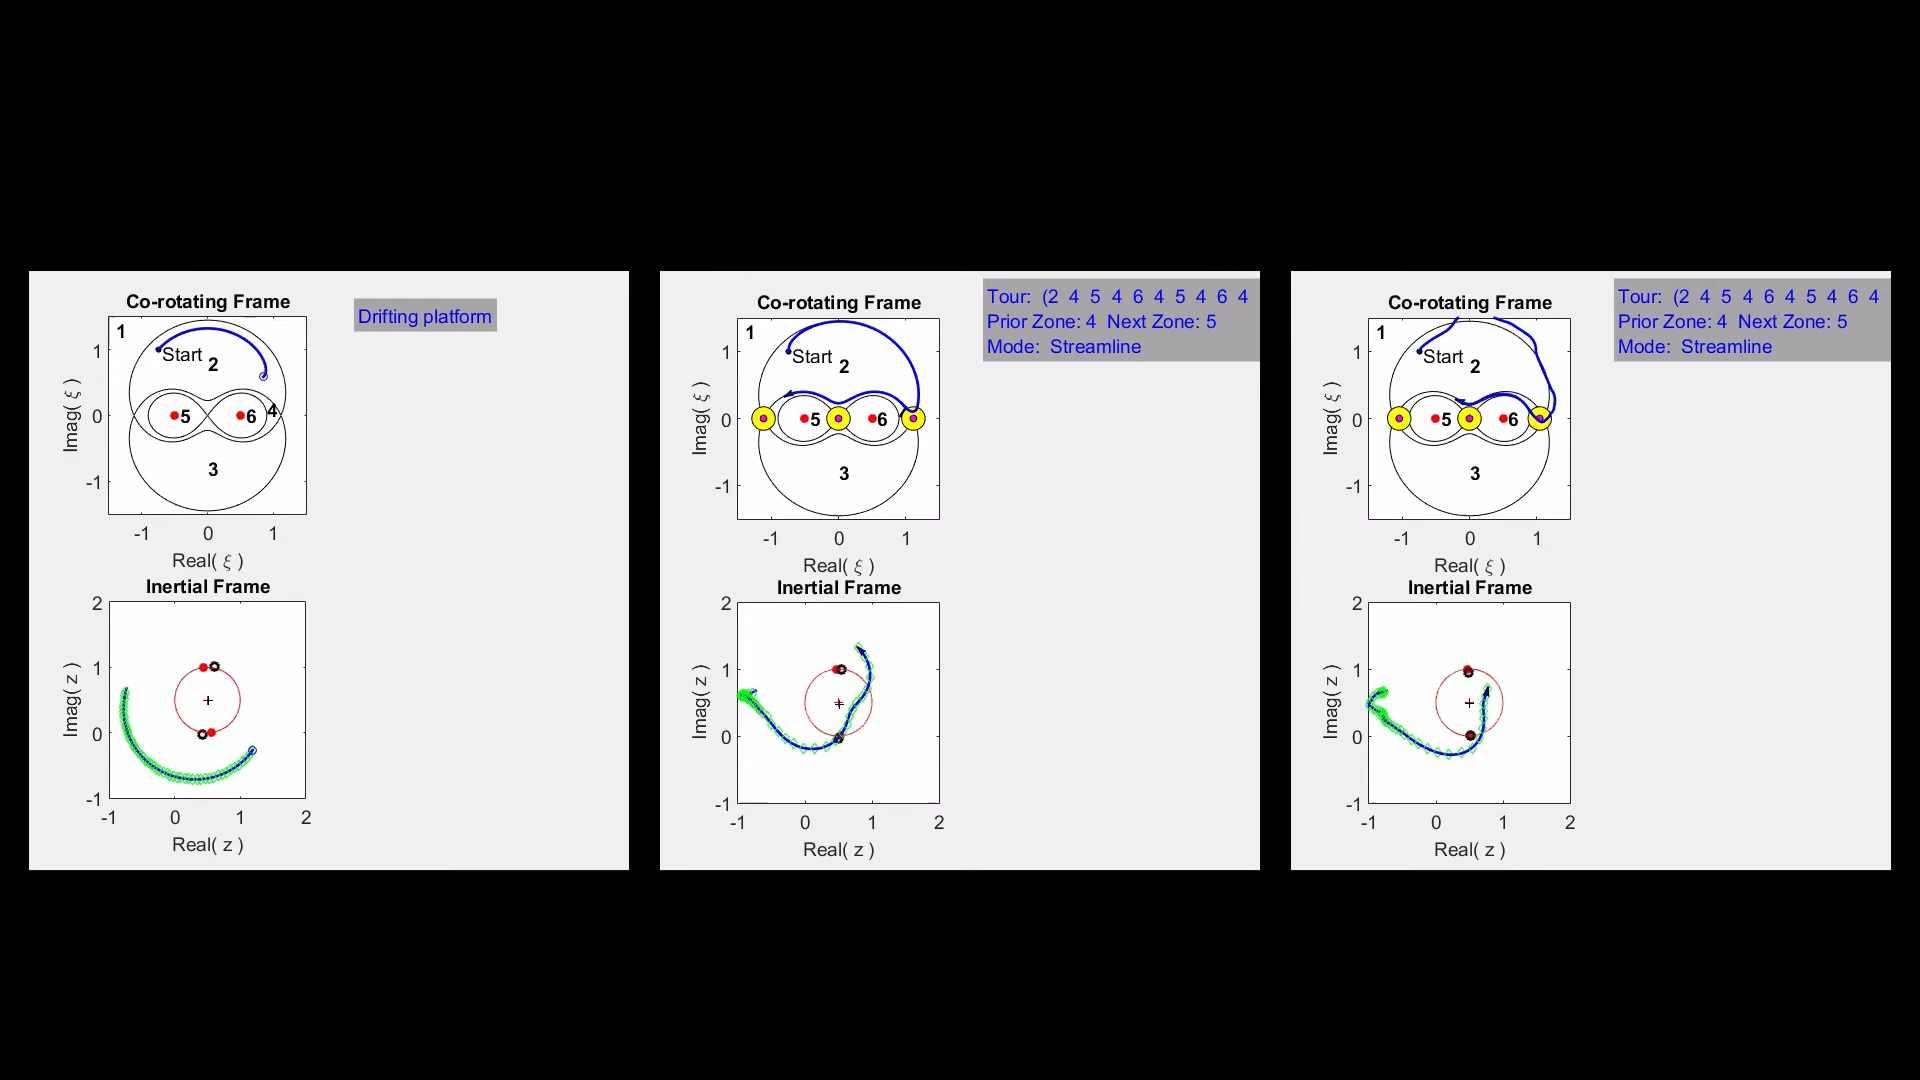 Co-rotating Frame
Drifting platform
1
Start
2
1
0
-1
5
6
4
3
Imag( ξ )
-1 0 1
Real( ξ )
Inertial Frame
2
1
0
-1
Imag( z )
-1 0 1 2
Real( z )
Co-rotating Frame
Tour: (2 4 5 4 6 4 5 4 6 4
Prior Zone: 4 Next Zone: 5
Mode: Streamline
1
Start
2
1
0
-1
5
6
3
Imag( ξ )
-1 0 1
Real( ξ )
Inertial Frame
2
1
0
-1
Imag( z )
-1 0 1 2
Real( z )
Co-rotating Frame
Tour: (2 4 5 4 6 4 5 4 6 4
Prior Zone: 4 Next Zone: 5
Mode: Streamline
1
Start
2
1
0
-1
5
6
3
Imag( ξ )
-1 0 1
Real( ξ )
Inertial Frame
2
1
0
-1
Imag( z )
-1 0 1 2
Real( z )